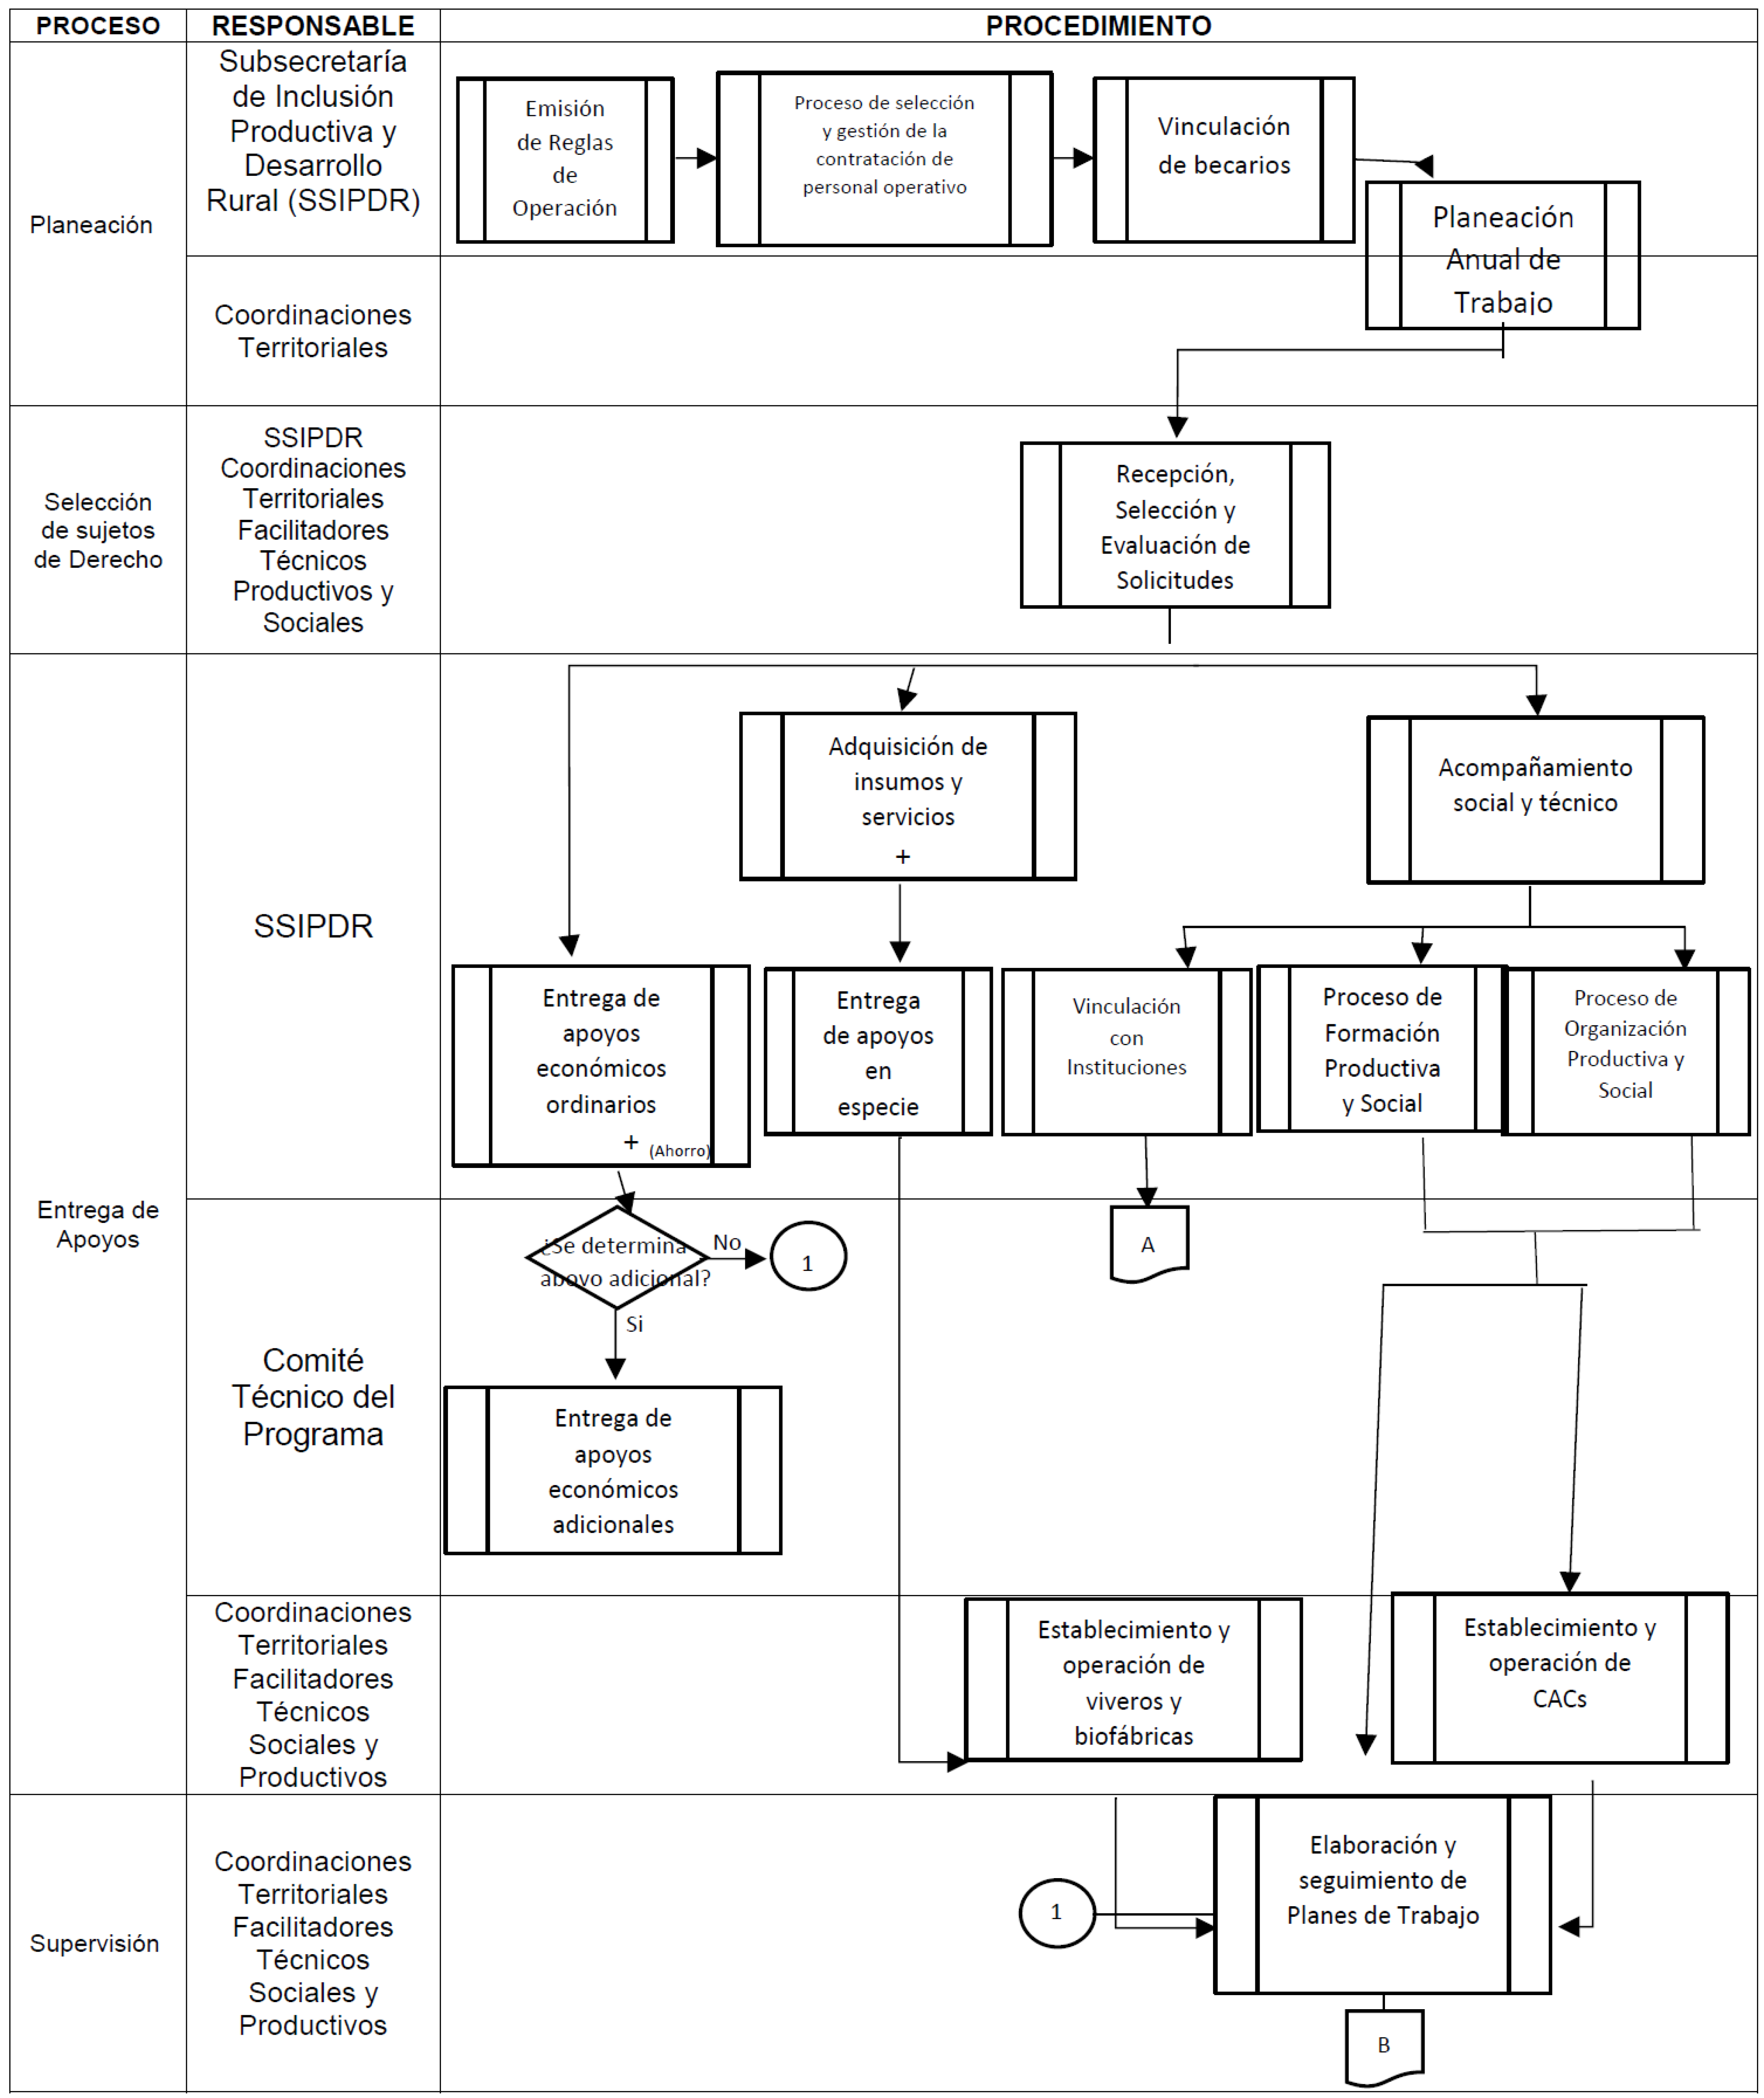 PROCESO
RESPONSABLE
PROCEDIMIENTO
Planeación
Subsecretaría
de Inclusión
Productiva y
Desarrollo
Rural (SSIPDR)
Emisión
de Reglas
de
Operación
Proceso de selección
y gestión de la
contratación de
personal operativo
Vinculación
de becarios
Planeación
Anual de
Trabajo
Coordinaciones
Territoriales
Selección
de sujetos
de Derecho
SSIPDR
Coordinaciones
Territoriales
Facilitadores
Técnicos
Productivos y
Sociales
Recepción,
Selección y
Evaluación de
Solicitudes
Entrega de
Apoyos
SSIPDR
Adquisición de
insumos y
servicios
+
Acompañamiento
social y técnico
Entrega de
apoyos
económicos
ordinarios
+ (Ahorro)
Entrega
de apoyos
en
especie
Vinculación
con
Instituciones
Proceso de
Formación
Productiva
y Social
Proceso de
Organización
Productiva y
Social
Comité
Técnico del
Programa
¿Se determina
apoyo adicional?
No
1
A
Si
Entrega de
apoyos
económicos
adicionales
Coordinaciones
Territoriales
Facilitadores
Técnicos
Sociales y
Productivos
Establecimiento y
operación de
viveros y
biofábricas
Establecimiento y
operación de
CACs
Supervisión
Coordinaciones
Territoriales
Facilitadores
Técnicos
Sociales y
Productivos
1
Elaboración y
seguimiento de
Planes de Trabajo
B